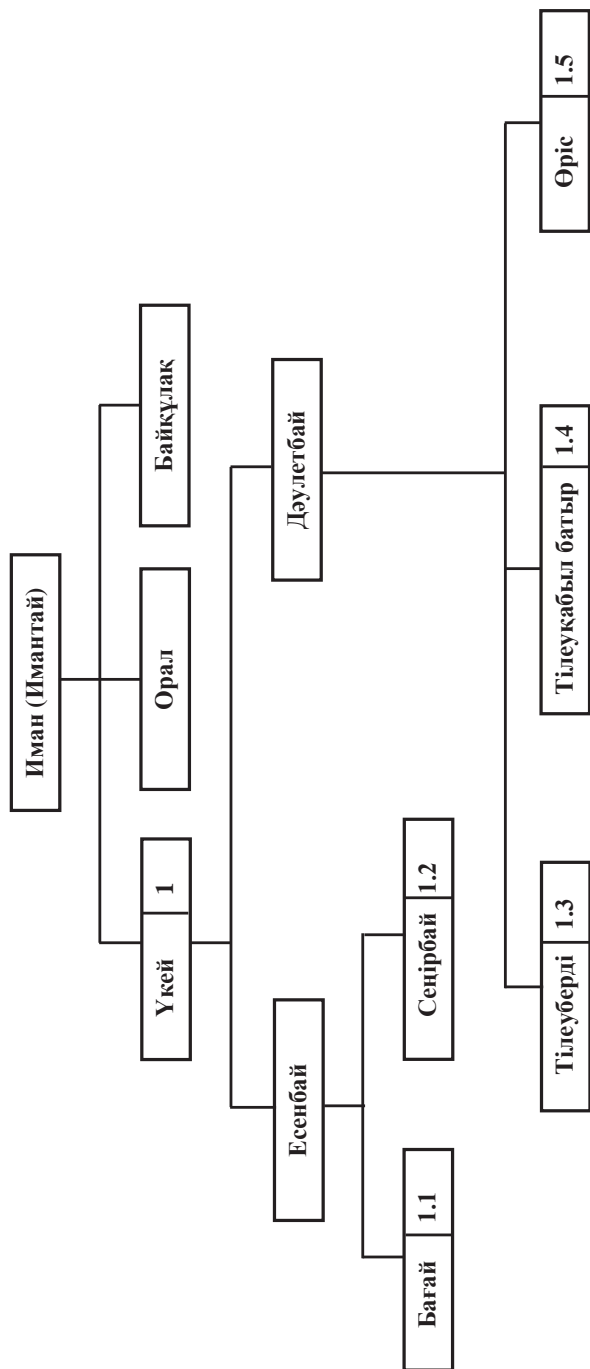 Иман (Имантай)
Үкей 1
Орал
Байқұлақ
Есенбай
Дәулетбай
Бағай 1.1
Сеңірбай 1.2
Тілеуберді 1.3
Тілеуқабыл батыр 1.4
Өріс 1.5